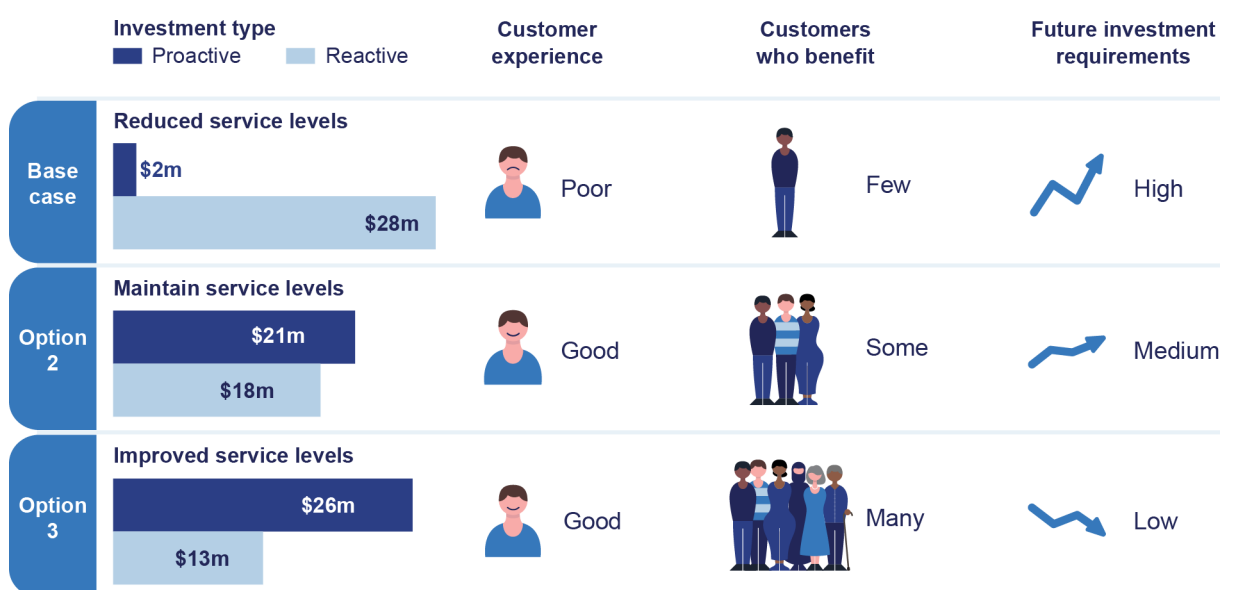 Investment type
Proactive
Reactive
Customer
experience
Customers
who benefit
Future investment
requirements
Base
case
Reduced service levels
$2m
$28m
Poor
Few
High
Option
2
Maintain service levels
$21m
$18m
Good
Some
Medium
Option
3
Improved service levels
$26m
$13m
Good
Many
Low